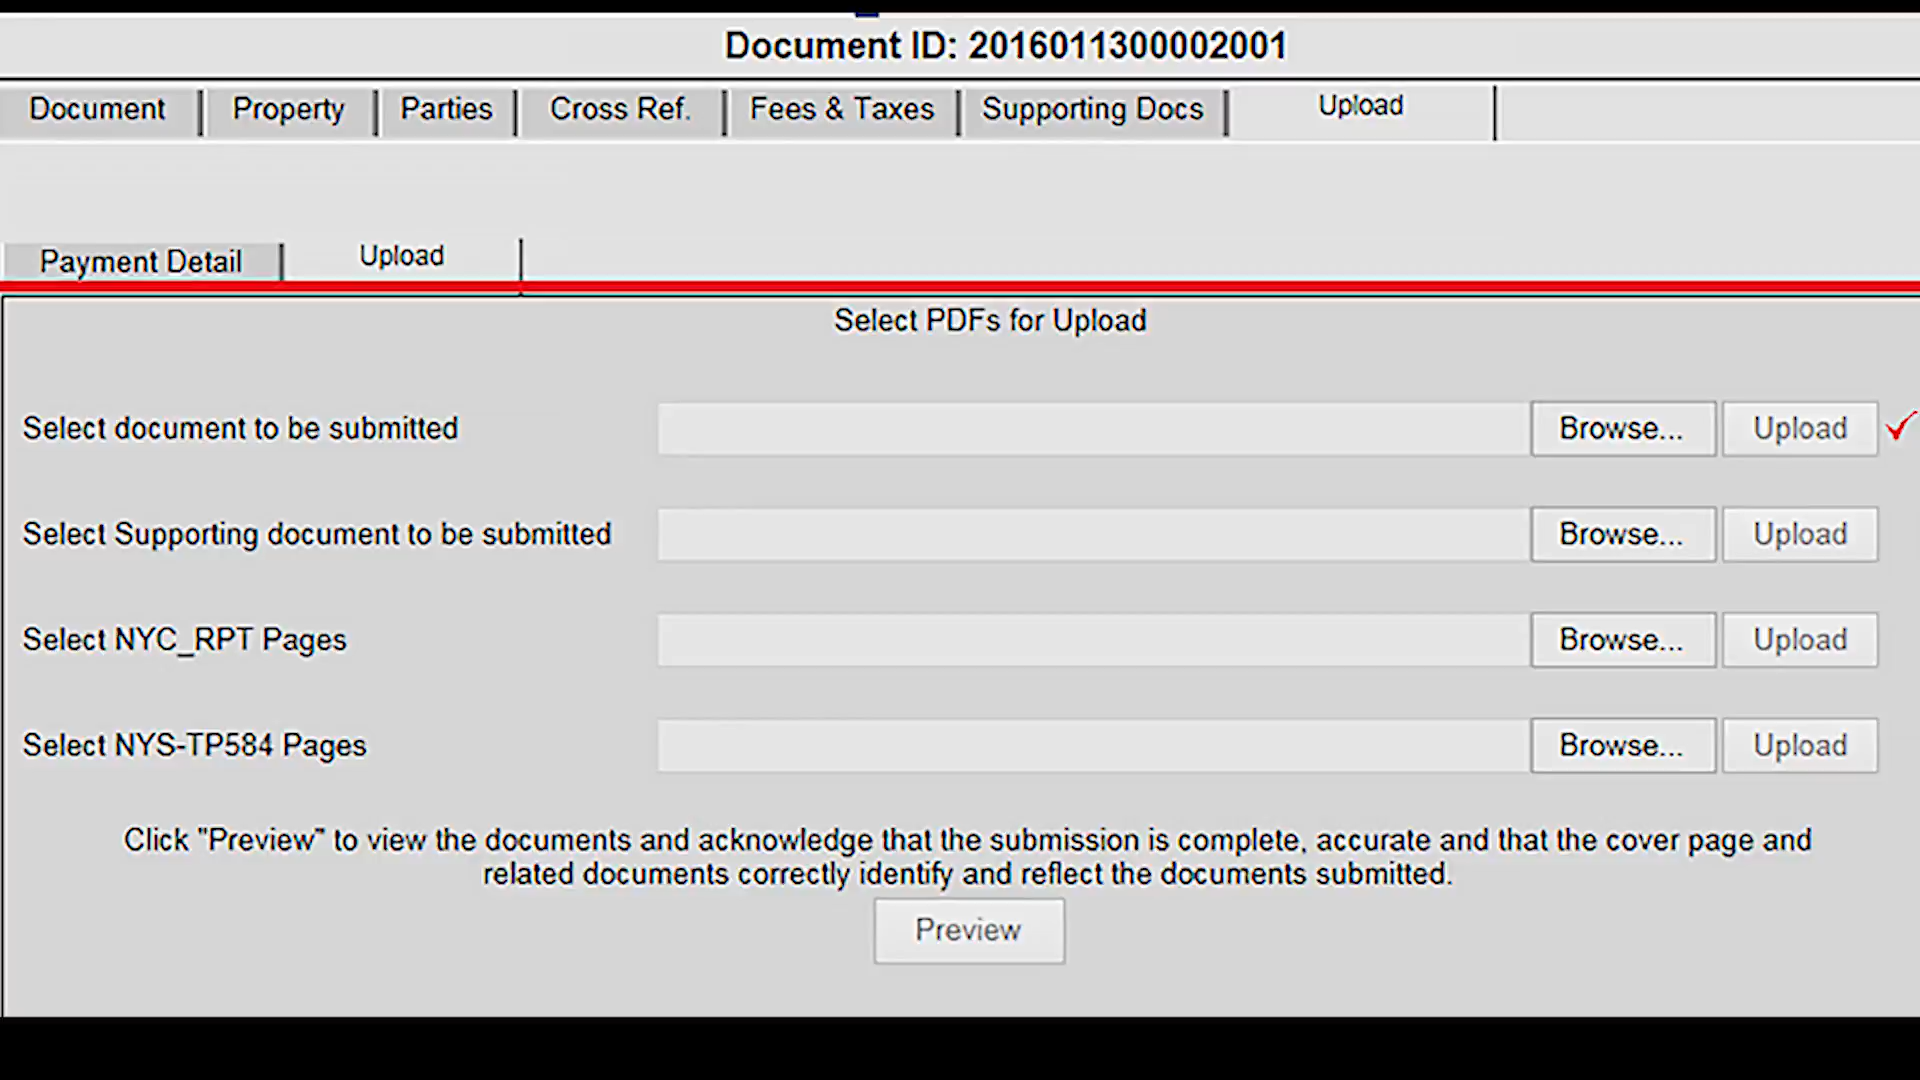 Document ID: 2016011300002001
Document Property Parties Cross Ref. Fees & Taxes Supporting Docs Upload
Payment Detail Upload
Select PDFs for Upload
Select document to be submitted Browse... Upload
Select Supporting document to be submitted Browse... Upload
Select NYC_RPT Pages Browse... Upload
Select NYS-TP584 Pages Browse... Upload
Click "Preview" to view the documents and acknowledge that the submission is complete, accurate and that the cover page and
related documents correctly identify and reflect the documents submitted.
Preview